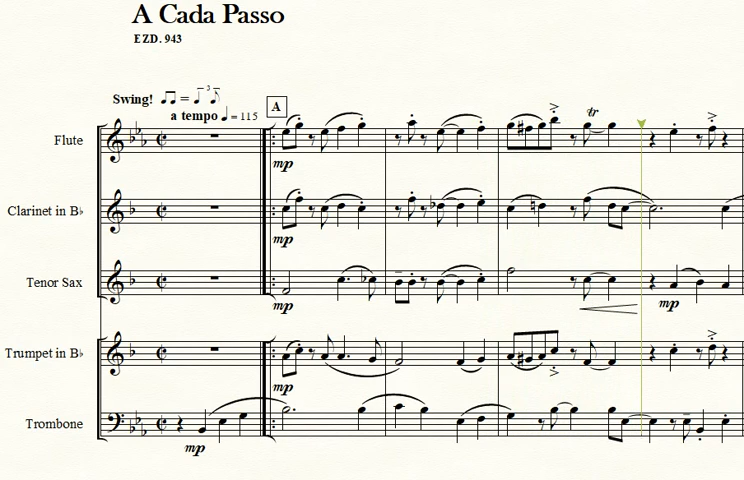 A Cada Passo
EZD. 943
Swing! = 3
a tempo = 115
A
Flute
mp
tr
Clarinet in B♭
mp
Tenor Sax
mp
mp
Trumpet in B♭
mp
Trombone
mp